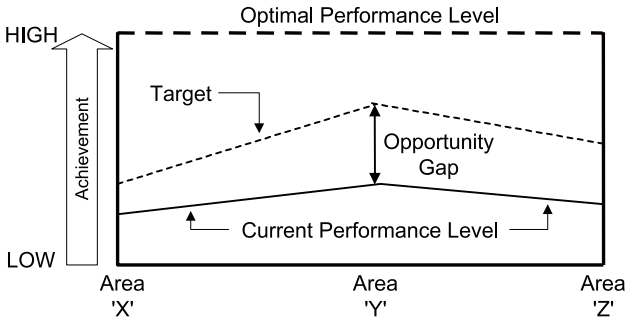 Optimal Performance Level
HIGH
Target
Achievement
Opportunity
Gap
Current Performance Level
LOW
Area
'X'
Area
'Y'
Area
'Z'